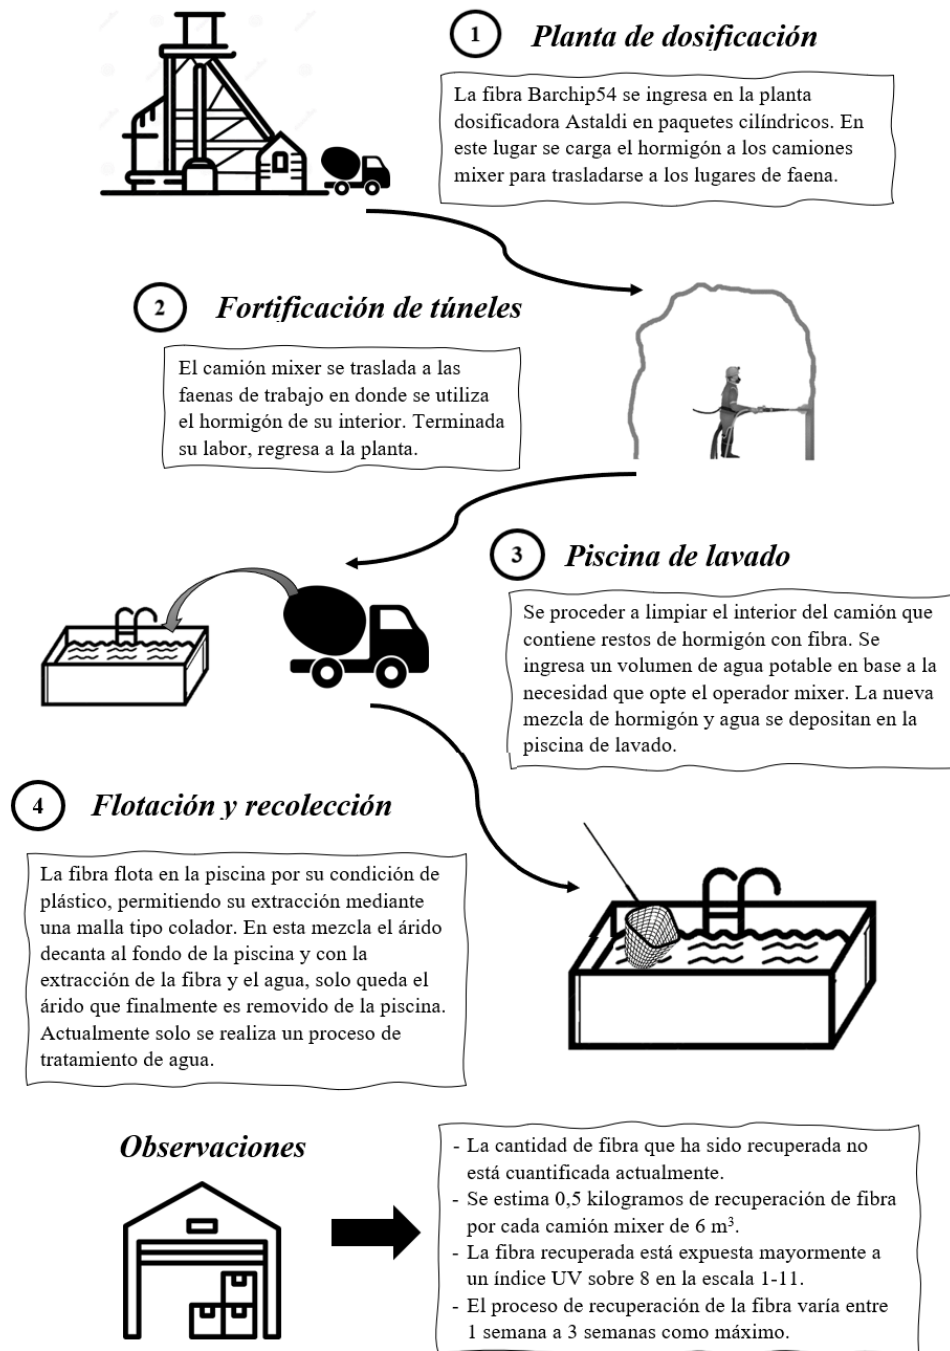 1 Planta de dosificación
La fibra Barchip54 se ingresa en la planta
dosificadora Astaldi en paquetes cilíndricos. En
este lugar se carga el hormigón a los camiones
mixer para trasladarse a los lugares de faena.
2 Fortificación de túneles
El camión mixer se traslada a las
faenas de trabajo en donde se utiliza
el hormigón de su interior. Terminada
su labor, regresa a la planta.
3 Piscina de lavado
Se proceder a limpiar el interior del camión que
contiene restos de hormigón con fibra. Se
ingresa un volumen de agua potable en base a la
necesidad que opte el operador mixer. La nueva
mezcla de hormigón y agua se depositan en la
piscina de lavado.
4 Flotación y recolección
La fibra flota en la piscina por su condición de
plástico, permitiendo su extracción mediante
una malla tipo colador. En esta mezcla el árido
decanta al fondo de la piscina y con la
extracción de la fibra y el agua, solo queda el
árido que finalmente es removido de la piscina.
Actualmente solo se realiza un proceso de
tratamiento de agua.
Observaciones
- La cantidad de fibra que ha sido recuperada no
está cuantificada actualmente.
- Se estima 0,5 kilogramos de recuperación de fibra
por cada camión mixer de 6 m³.
- La fibra recuperada está expuesta mayormente a
un índice UV sobre 8 en la escala 1-11.
- El proceso de recuperación de la fibra varía entre
1 semana a 3 semanas como máximo.